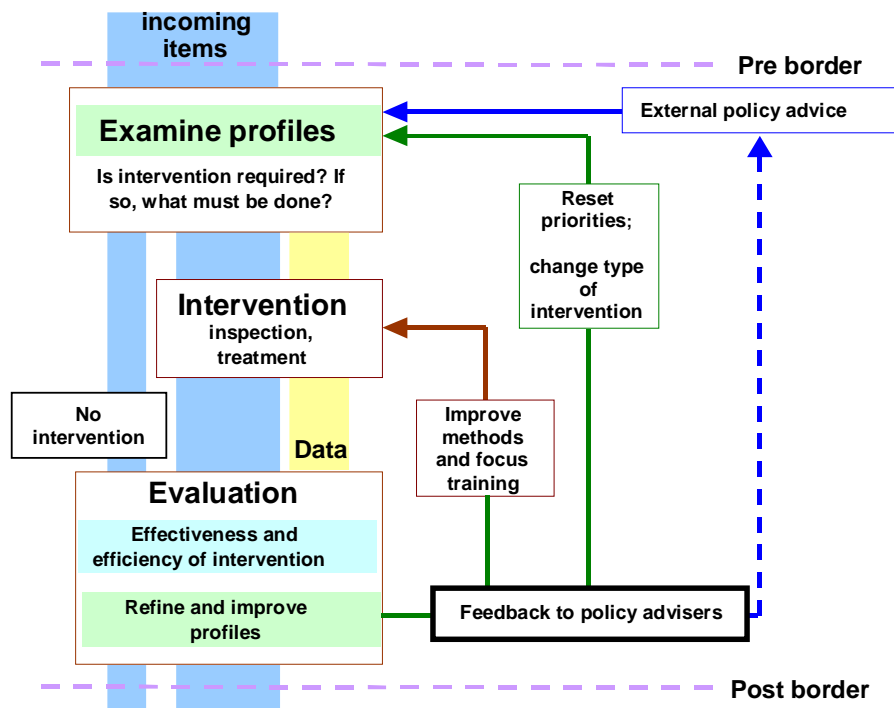 incoming
items
Pre border
External policy advice
Examine profiles
Is intervention required? If
so, what must be done?
Reset
priorities;
change type
of
intervention
Intervention
inspection,
treatment
No
intervention
Improve
methods
and focus
training
Data
Evaluation
Effectiveness and
efficiency of intervention
Refine and improve
profiles
Feedback to policy advisers
Post border